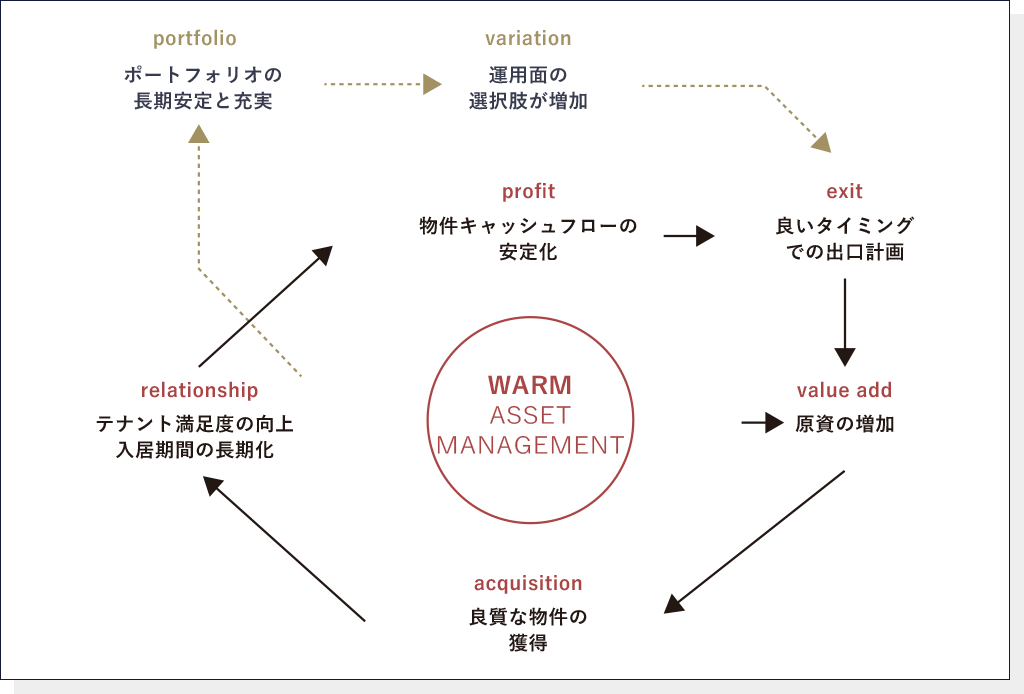 portfolio
ポートフォリオの
長期安定と充実
variation
運用面の
選択肢が増加
profit
物件キャッシュフローの
安定化
exit
良いタイミング
での出口計画
relationship
テナント満足度の向上
入居期間の長期化
WARM
ASSET
MANAGEMENT
value add
原資の増加
acquisition
良質な物件の
獲得